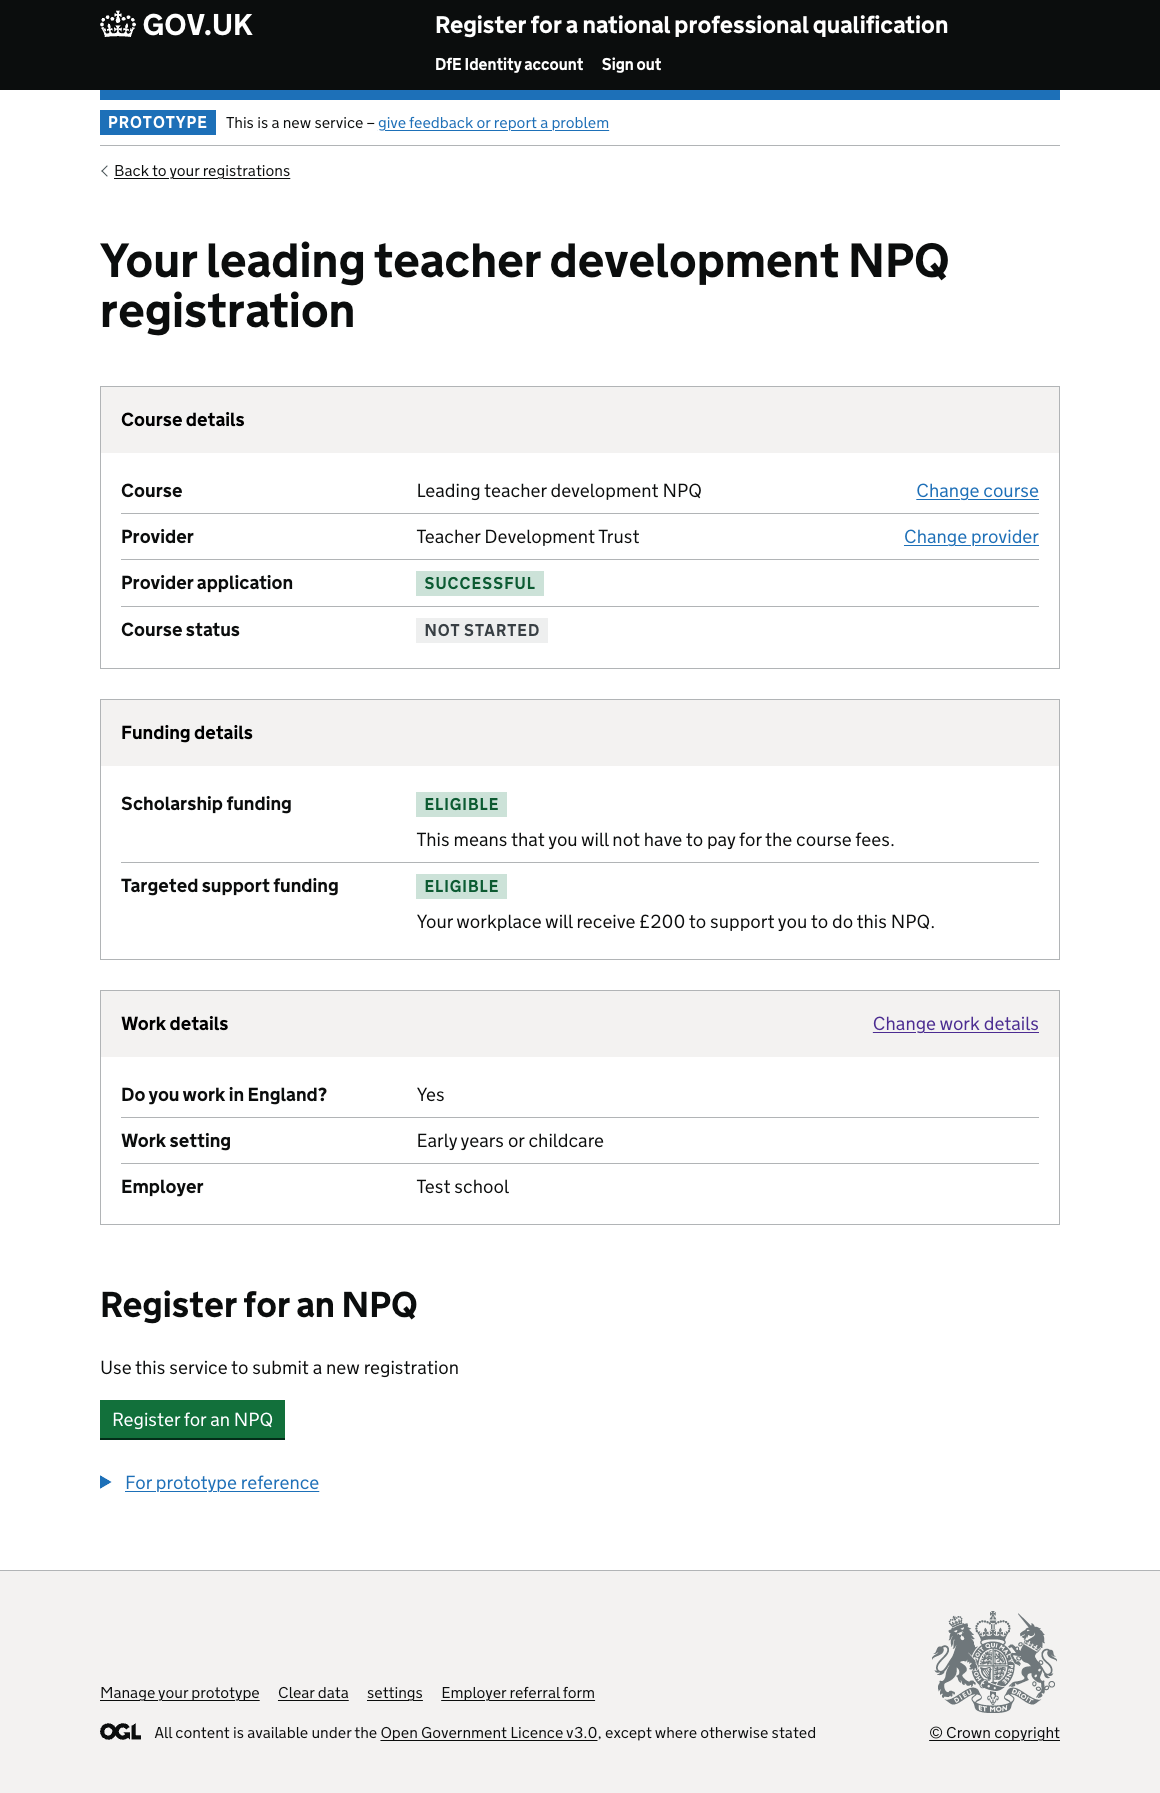 GOV.UK
Register for a national professional qualification
DfE Identity account Sign out
PROTOTYPE This is a new service – give feedback or report a problem
Back to your registrations
Your leading teacher development NPQ
registration
Course details
Course Leading teacher development NPQ Change course
Provider Teacher Development Trust Change provider
Provider application SUCCESSFUL
Course status NOT STARTED
Funding details
Scholarship funding ELIGIBLE
This means that you will not have to pay for the course fees.
Targeted support funding ELIGIBLE
Your workplace will receive £200 to support you to do this NPQ.
Work details Change work details
Do you work in England? Yes
Work setting Early years or childcare
Employer Test school
Register for an NPQ
Use this service to submit a new registration
Register for an NPQ
For prototype reference
Manage your prototype Clear data settings Employer referral form
OGL All content is available under the Open Government Licence v3.0, except where otherwise stated
© Crown copyright